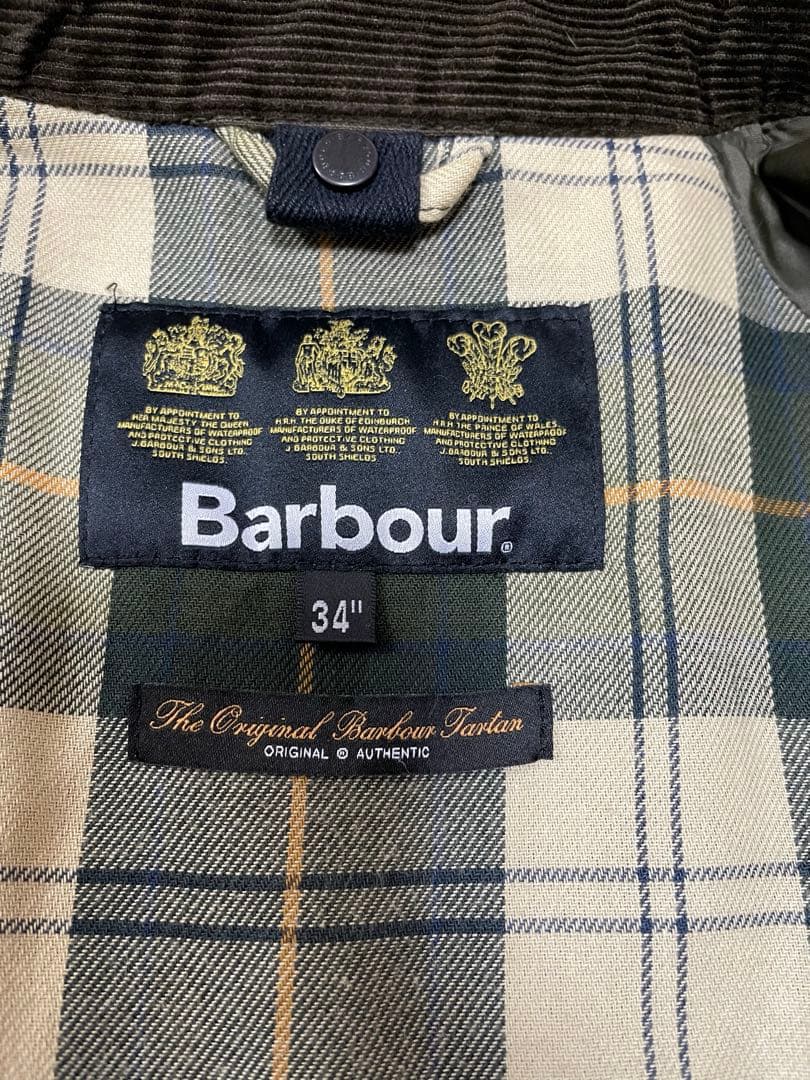 BY APPOINTMENT TO
HER MAJESTY THE QUEEN
MANUFACTURERS OF WATERPROOF
AND PROTECTIVE CLOTHING
J. BARBOUR & SONS LTD.
SOUTH SHIELDS.
BY APPOINTMENT TO
H.R.H. THE DUKE OF EDINBURGH
MANUFACTURERS OF WATERPROOF
AND PROTECTIVE CLOTHING
J. BARBOUR & SONS LTD.
SOUTH SHIELDS.
BY APPOINTMENT TO
H.R.H THE PRINCE OF WALES
MANUFACTURERS OF WATERPROOF
AND PROTECTIVE CLOTHING
J. BARBOUR & SONS LTD.
SOUTH SHIELDS.
Barbour®
34"
The Original Barbour Tartan
ORIGINAL ® AUTHENTIC